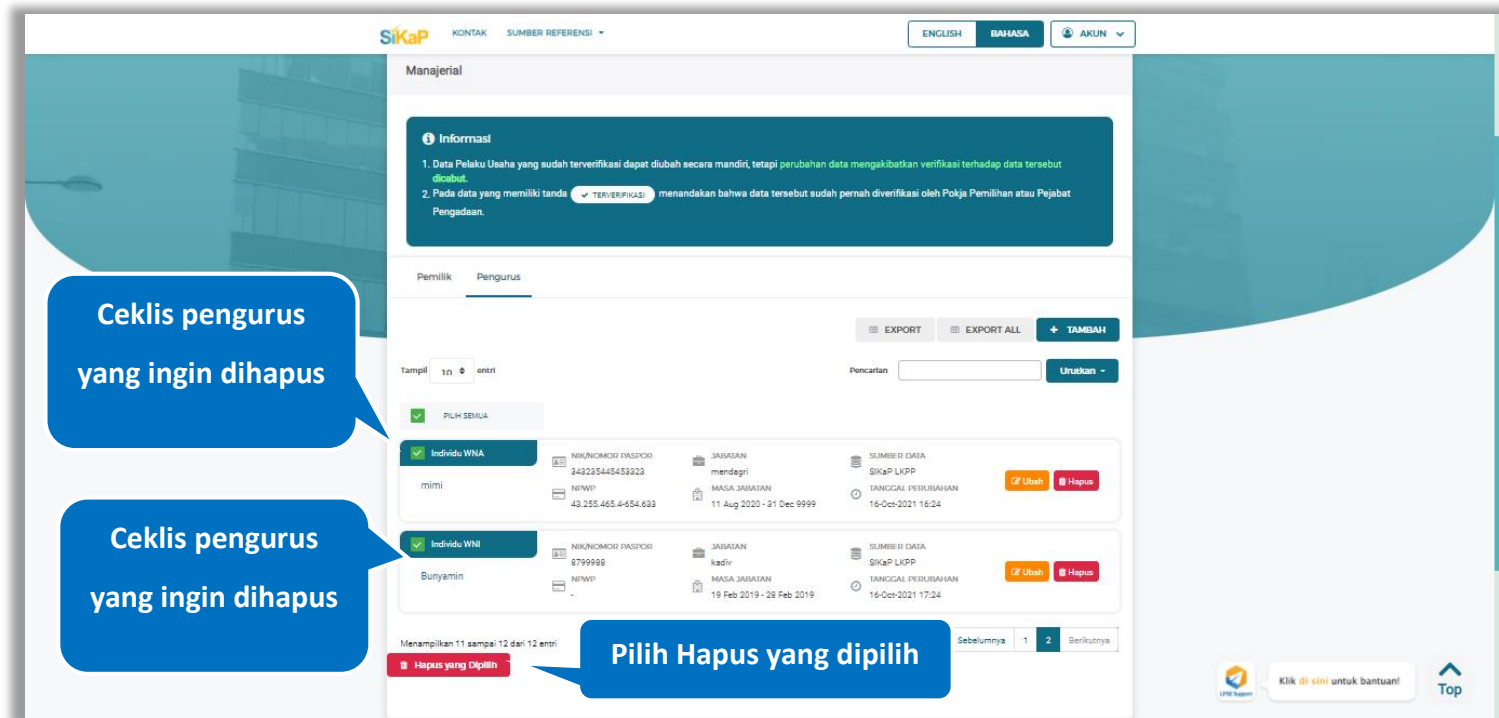 SiKaP KONTAK SUMBER REFERENSI ENGLISH BAHASA AKUN
Manajerial
Informasi
1. Data Pelaku Usaha yang sudah terverifikasi dapat diubah secara mandiri, tetapi perubahan data mengakibatkan verifikasi terhadap data tersebut
dicabut.
2. Pada data yang memiliki tanda TERVERIFIKASI menandakan bahwa data tersebut sudah pernah diverifikasi oleh Pokja Pemilihan atau Pejabat
Pengadaan.
Pemilik Pengurus
Ceklis pengurus
yang ingin dihapus
EXPORT EXPORT ALL + TAMBAH
Tampil 10 entri Pencarian Urutkan
PILIH SEMUA
Individu WNA
mimi
NIK/NOMOR PASPOR
343235445453323
NPWP
43.255.465.4-654.633
JABATAN
mendagri
MASA JABATAN
11 Aug 2020 - 31 Dec 9999
SUMBER DATA
SIKaP LKPP
TANGGAL PERUBAHAN
16-Oct-2021 16:24
Ubah Hapus
Ceklis pengurus
yang ingin dihapus
Individu WNI
Bunyamin
NIK/NOMOR PASPOR
8799988
NPWP
-
JABATAN
kadiv
MASA JABATAN
19 Feb 2019 - 28 Feb 2019
SUMBER DATA
SIKaP LKPP
TANGGAL PERUBAHAN
16-Oct-2021 17:24
Ubah Hapus
Menampilkan 11 sampai 12 dari 12 entri
Sebelumnya 1 2 Berikutnya
Hapus yang Dipilih
Pilih Hapus yang dipilih
LPSE Support
Klik di sini untuk bantuan!
Top